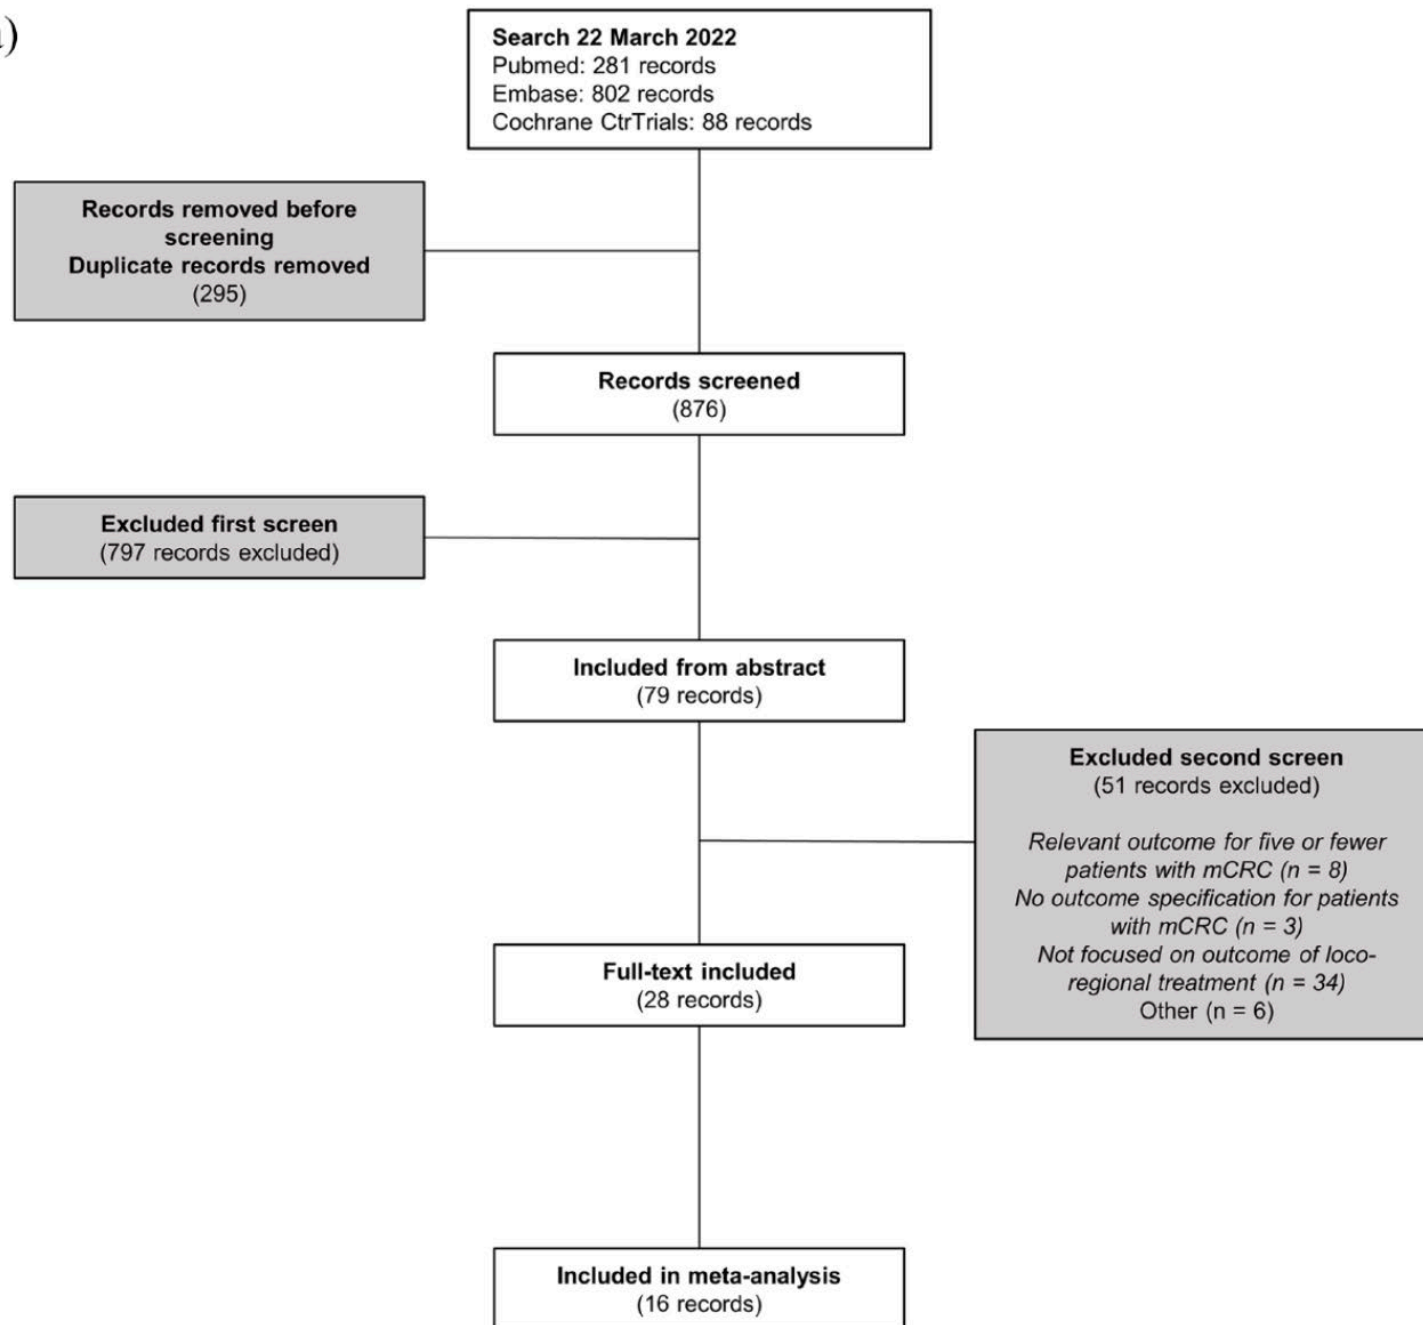 )
Search 22 March 2022
Pubmed: 281 records
Embase: 802 records
Cochrane CtrTrials: 88 records
Records removed before
screening
Duplicate records removed
(295)
Records screened
(876)
Excluded first screen
(797 records excluded)
Included from abstract
(79 records)
Excluded second screen
(51 records excluded)
Relevant outcome for five or fewer
patients with mCRC (n = 8)
No outcome specification for patients
with mCRC (n = 3)
Not focused on outcome of loco-
regional treatment (n = 34)
Other (n = 6)
Full-text included
(28 records)
Included in meta-analysis
(16 records)